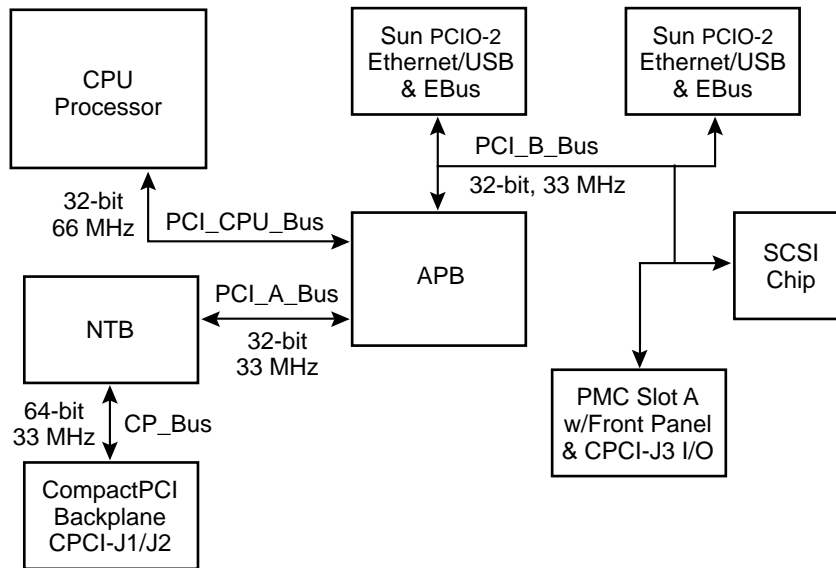 CPU
Processor
Sun PCIO-2
Ethernet/USB
& EBus
Sun PCIO-2
Ethernet/USB
& EBus
PCI_B_Bus
32-bit, 33 MHz
32-bit
66 MHz
PCI_CPU_Bus
APB
SCSI
Chip
NTB
PCI_A_Bus
32-bit
33 MHz
64-bit
33 MHz
CP_Bus
PMC Slot A
w/Front Panel
& CPCI-J3 I/O
CompactPCI
Backplane
CPCI-J1/J2